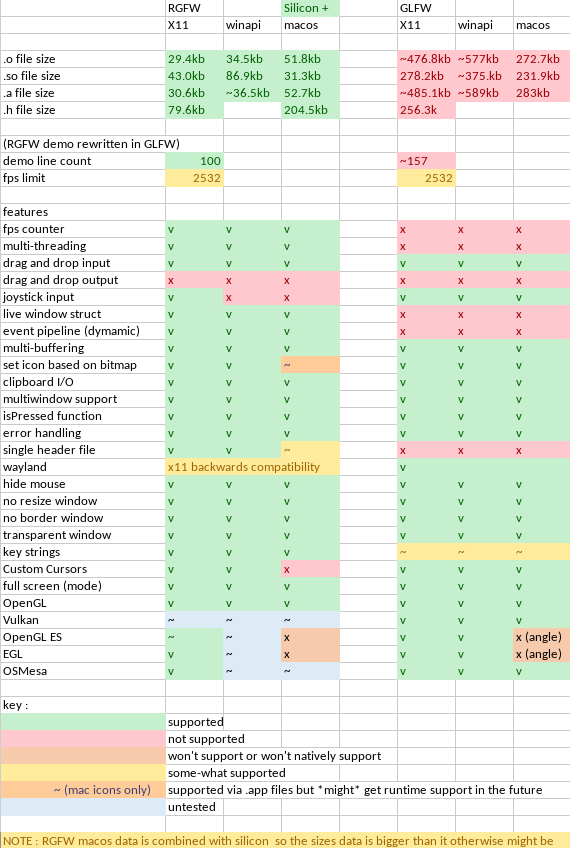 RGFW Silicon + GLFW
X11 winapi macos X11 winapi macos
.o file size 29.4kb 34.5kb 51.8kb ~476.8kb ~577kb 272.7kb
.so file size 43.0kb 86.9kb 31.3kb 278.2kb ~375.kb 231.9kb
.a file size 30.6kb ~36.5kb 52.7kb ~485.1kb ~589kb 283kb
.h file size 79.6kb 204.5kb 256.3k
(RGFW demo rewritten in GLFW)
demo line count 100 ~157
fps limit 2532 2532
features
fps counter v v v x x x
multi-threading v v v x x x
drag and drop input v v v v v v
drag and drop output x x x x x x
joystick input v x x v v v
live window struct v v v x x x
event pipeline (dynamic) v v v x x x
multi-buffering v v v v v v
set icon based on bitmap v v ~ v v v
clipboard I/O v v v v v v
multiwindow support v v v v v v
isPressed function v v v v v v
error handling v v v v v v
single header file v v ~ x x x
wayland x11 backwards compatibility v
hide mouse v v v v v v
no resize window v v v v v v
no border window v v v v v v
transparent window v v v v v v
key strings v v v ~ ~ ~
Custom Cursors v v x v v v
full screen (mode) v v v v v v
OpenGL v v v v v v
Vulkan ~ ~ ~ v v v
OpenGL ES ~ ~ x v v x (angle)
EGL v ~ x v v x (angle)
OSMesa v ~ ~ v v v
key :
supported
not supported
won't support or won't natively support
some-what supported
~ (mac icons only) supported via .app files but *might* get runtime support in the future
untested
NOTE : RGFW macos data is combined with silicon so the sizes data is bigger than it otherwise might be